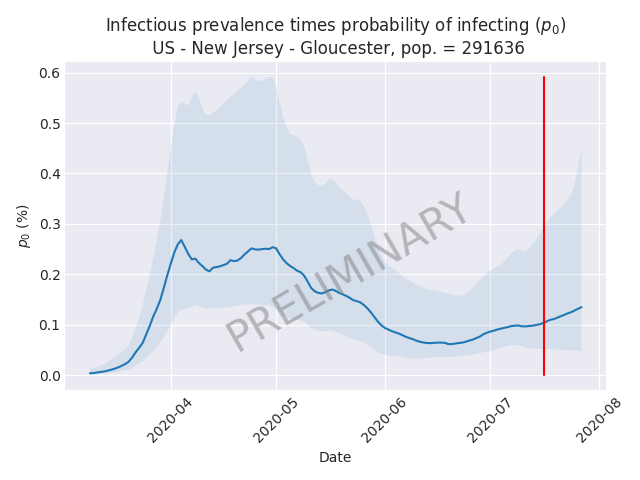 Infectious prevalence times probability of infecting (p₀)
US - New Jersey - Gloucester, pop. = 291636
0.6
0.5
0.4
0.3
0.2
0.1
0.0
p₀ (%)
PRELIMINARY
2020-04
2020-05
2020-06
2020-07
2020-08
Date